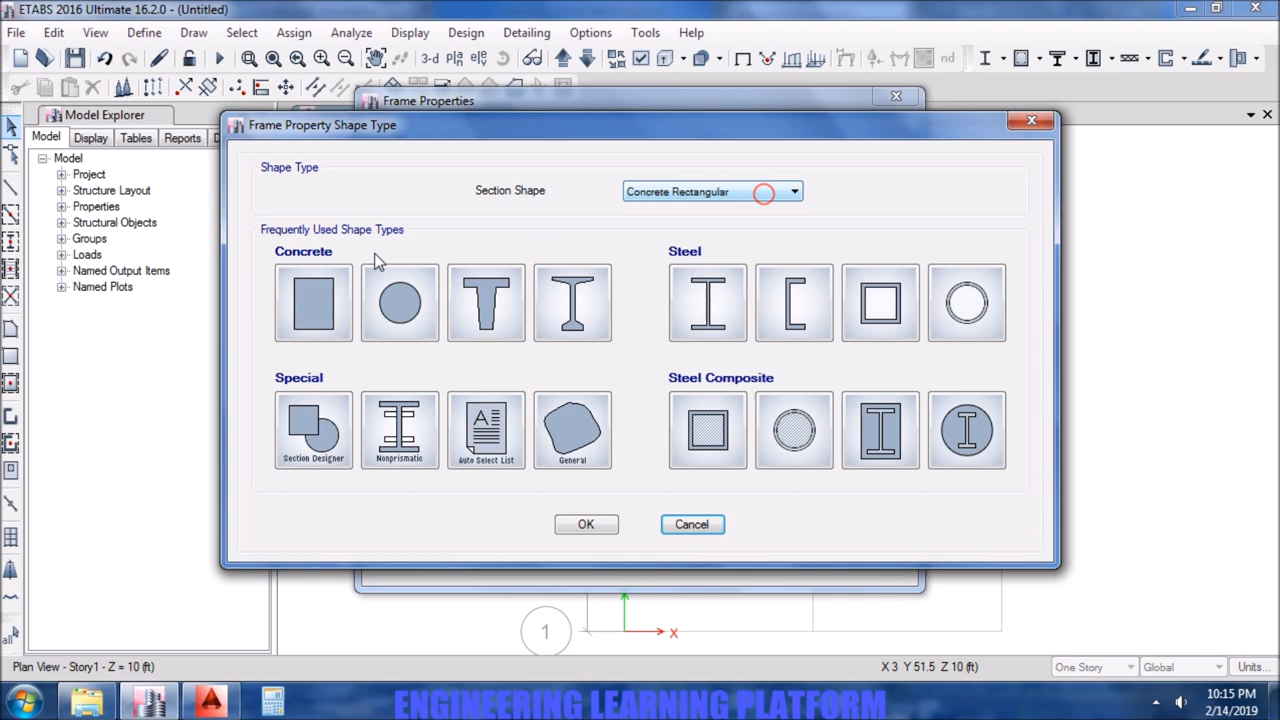 ETABS 2016 Ultimate 16.2.0 - (Untitled)
File Edit View Define Draw Select Assign Analyze Display Design Detailing Options Tools Help
3-d
nd
Model Explorer
Frame Properties
Model Display Tables Reports
Frame Property Shape Type
Model
Project
Structure Layout
Properties
Structural Objects
Groups
Loads
Named Output Items
Named Plots
Shape Type
Section Shape
Concrete Rectangular
Frequently Used Shape Types
Concrete
Steel
Special
Steel Composite
Section Designer
Nonprismatic
Auto Select List
General
OK
Cancel
1
X
all
Plan View - Story1 - Z = 10 (ft)
X 3 Y 51.5 Z 10 (ft)
One Story
Global
Units...
ENGINEERING LEARNING PLATFORM
10:15 PM
2/14/2019